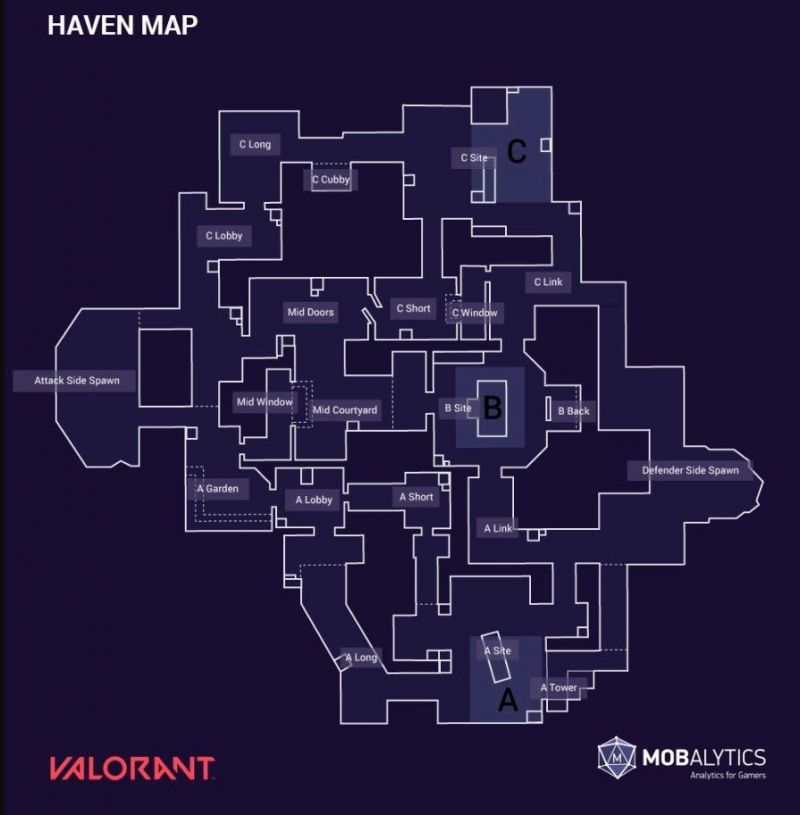 HAVEN MAP
C Long
C Site
C
C Cubby
C Lobby
C Link
Mid Doors
C Short
C Window
Attack Side Spawn
Mid Window
Mid Courtyard
B Site
B
B Back
Defender Side Spawn
A Garden
A Lobby
A Short
A Link
A Long
A Site
A Tower
A
VALORANT
M
MOBALYTICS
Analytics for Gamers